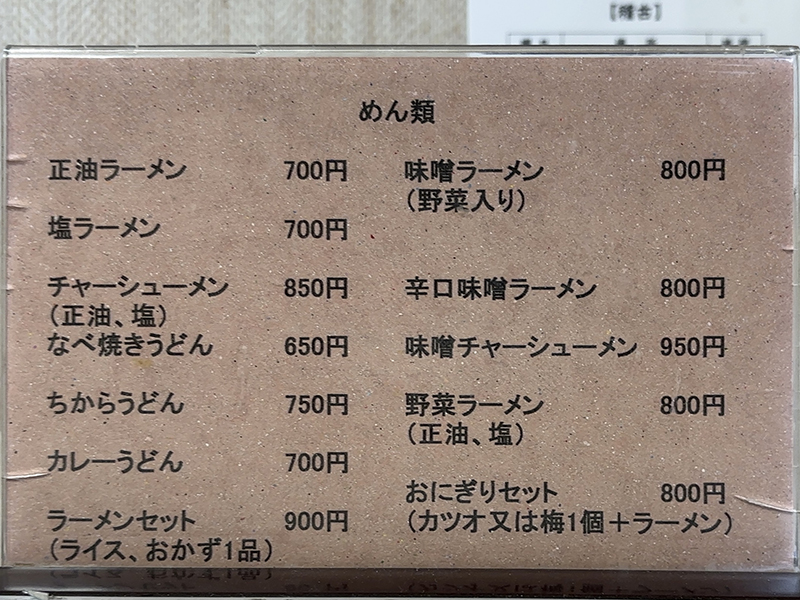 【稽古】
めん類
正油ラーメン 700円
塩ラーメン 700円
チャーシューメン 850円
(正油、塩)
なべ焼きうどん 650円
ちからうどん 750円
カレーうどん 700円
ラーメンセット 900円
(ライス、おかず1品)
味噌ラーメン 800円
(野菜入り)
辛口味噌ラーメン 800円
味噌チャーシューメン 950円
野菜ラーメン 800円
(正油、塩)
おにぎりセット 800円
(カツオ又は梅1個+ラーメン)